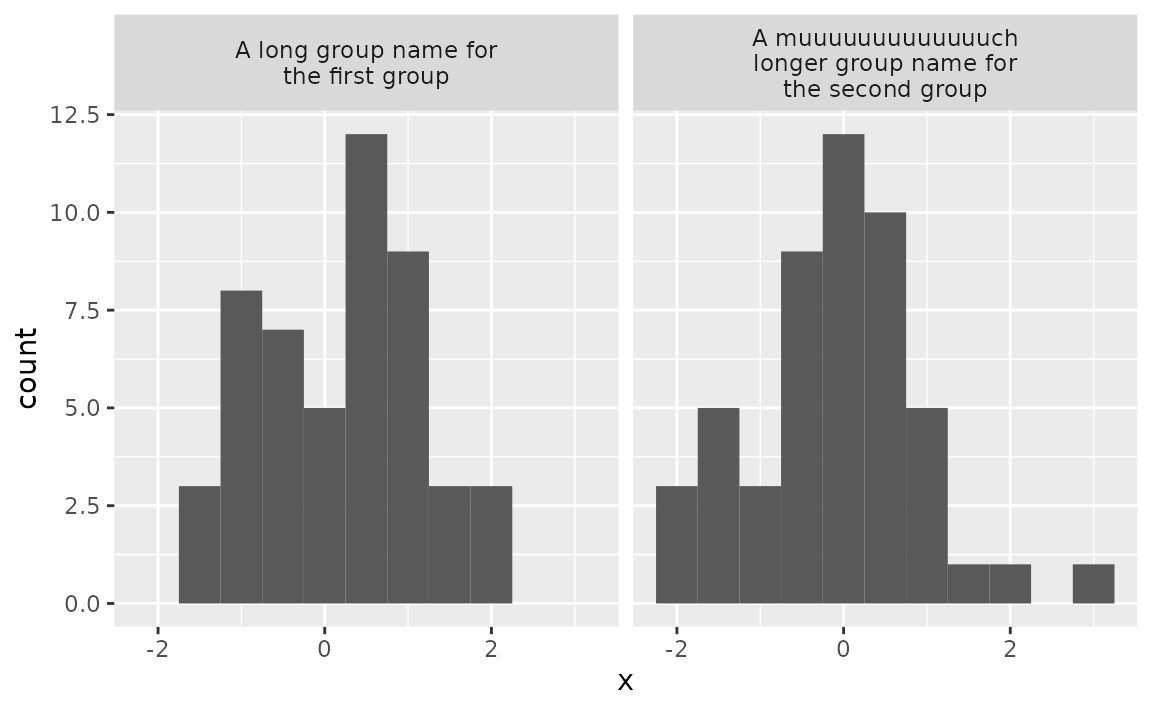 A long group name for
the first group
A muuuuuuuuuuuuuuch
longer group name for
the second group
12.5
10.0
7.5
5.0
2.5
0.0
count
-2
0
2
-2
0
2
x